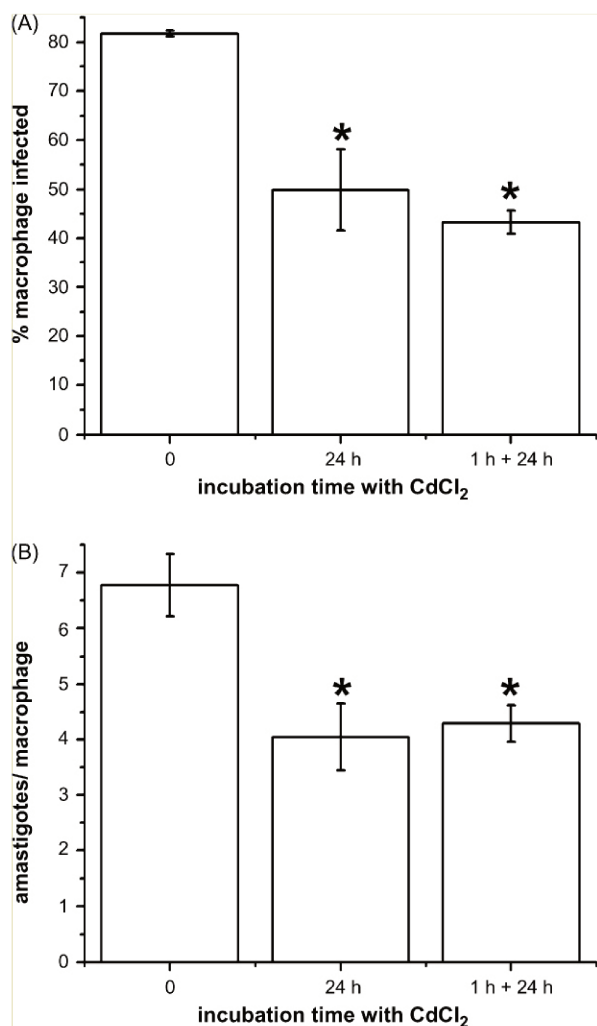 (A)
% macrophage infected
80
70
60
50
40
30
20
10
0
*
*
0 24 h 1 h + 24 h
incubation time with CdCl₂
(B)
amastigotes/ macrophage
7
6
5
4
3
2
1
0
*
*
0 24 h 1 h + 24 h
incubation time with CdCl₂